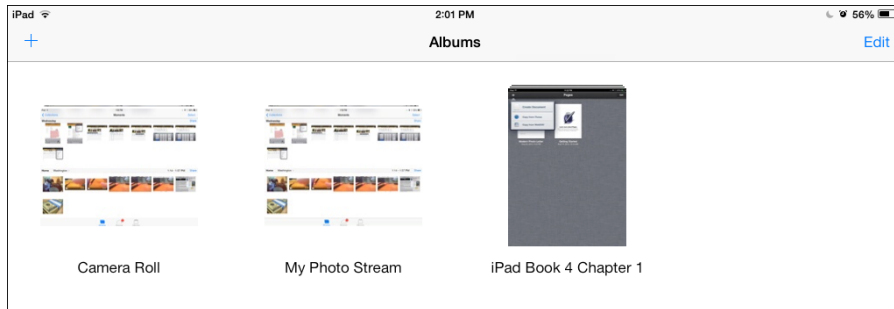 iPad 2:01 PM 56%
+ Albums Edit
Camera Roll My Photo Stream iPad Book 4 Chapter 1